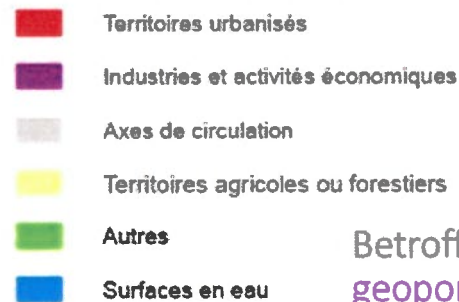 Territoires urbanisés
Industries et activités économiques
Axes de circulation
Territoires agricoles ou forestiers
Autres
Surfaces en eau